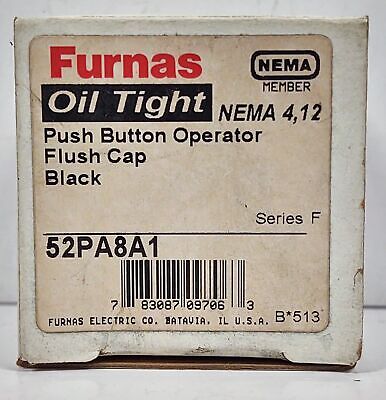 Furnas
NEMA
MEMBER
Oil Tight NEMA 4,12
Push Button Operator
Flush Cap
Black
Series F
52PA8A1
7 83087 09706 3
B*513
FURNAS ELECTRIC CO. BATAVIA, IL U.S.A.